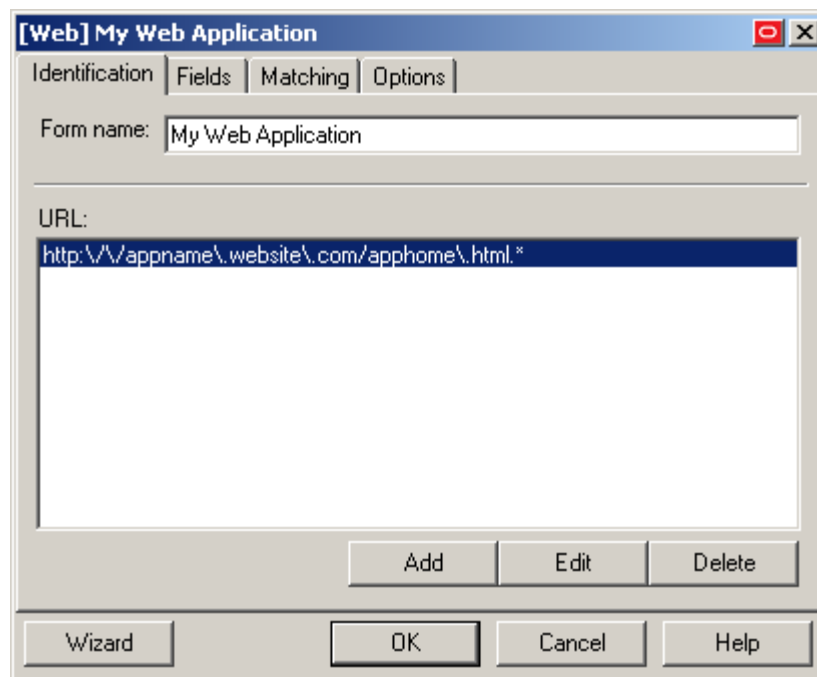 [Web] My Web Application
Identification Fields Matching Options
Form name: My Web Application
URL:
http:\/\/appname\.website\.com/apphome\.html.*
Add Edit Delete
Wizard OK Cancel Help